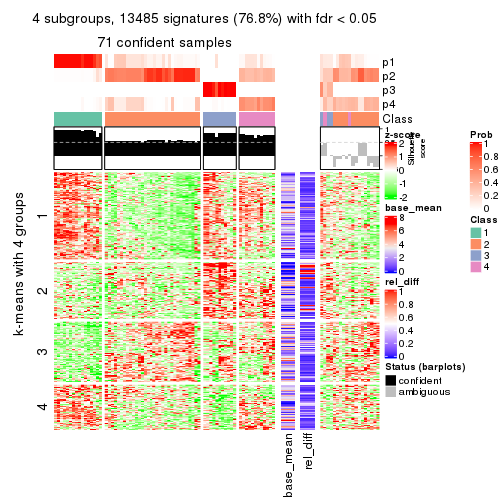 4 subgroups, 13485 signatures (76.8%) with fdr < 0.05
71 confident samples
p1
p2
p3
p4
Class
1
Silhouette
score
k-means with 4 groups
1
2
3
4
base_mean
rel_diff
z-score
2
1
0
-1
-2
base_mean
8
6
4
2
0
rel_diff
1
0.8
0.6
0.4
0.2
0
Status (barplots)
confident
ambiguous
Prob
1
0.8
0.6
0.4
0.2
0
Class
1
2
3
4